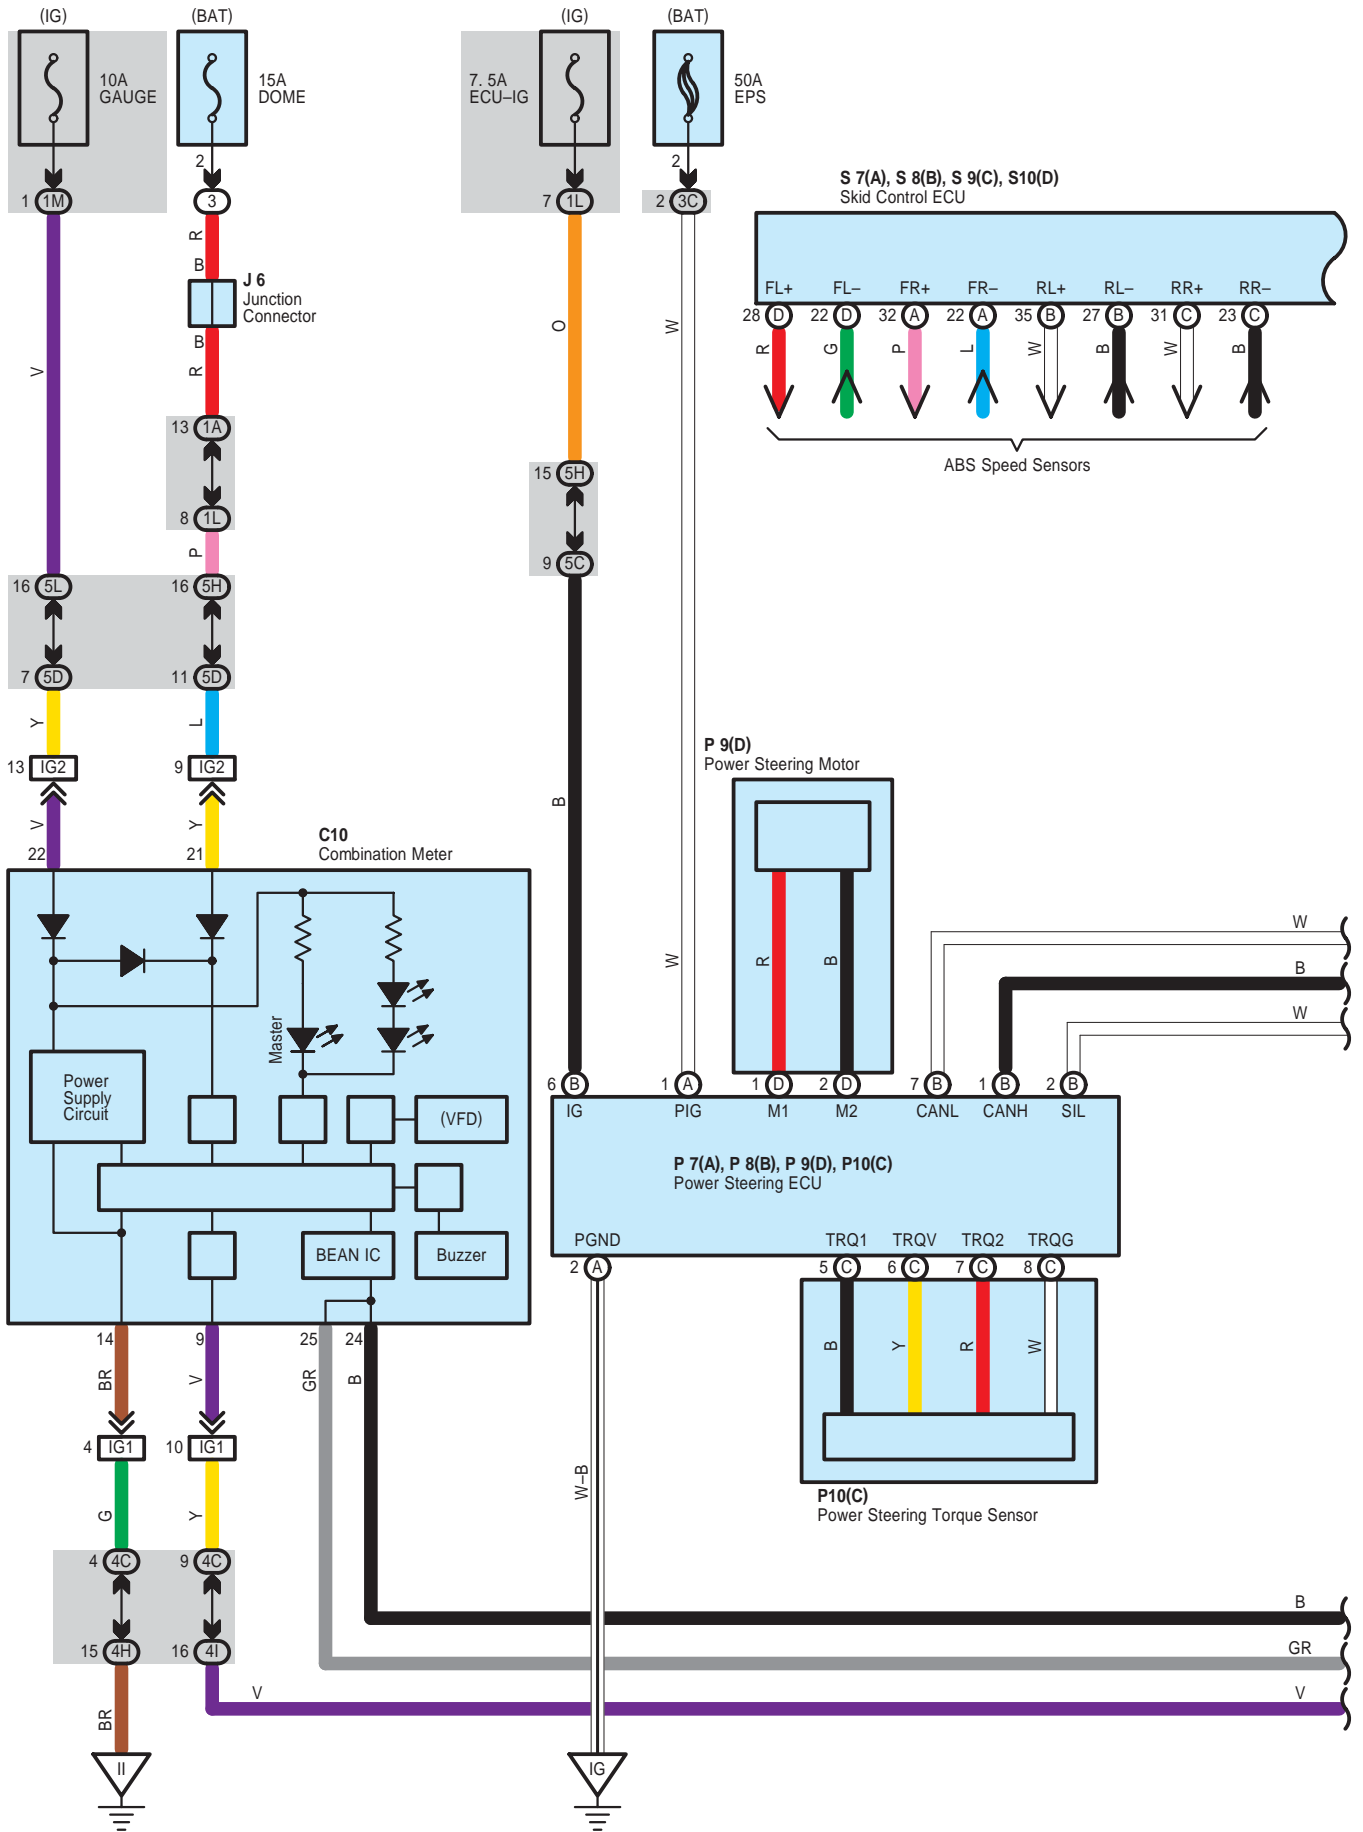 (IG)
(BAT)
(IG)
(BAT)
10A
GAUGE
15A
DOME
7. 5A
ECU–IG
50A
EPS
2
2
1 1M
3
7 1L
2 3C
S 7(A), S 8(B), S 9(C), S10(D)
Skid Control ECU
FL+ FL– FR+ FR– RL+ RL– RR+ RR–
28 D 22 D 32 A 22 A 35 B 27 B 31 C 23 C
R G P L W B W B
ABS Speed Sensors
R
B
J 6
Junction
Connector
B
R
V
O
W
13 1A
8 1L
P
15 5H
9 5C
16 5L
16 5H
7 5D
11 5D
Y
L
13 IG2
9 IG2
V
Y
22
21
B
W
C10
Combination Meter
Master
Power
Supply
Circuit
(VFD)
BEAN IC
Buzzer
P 9(D)
Power Steering Motor
R
B
W
B
W
6 B
1 A
1 D
2 D
7 B
1 B
2 B
IG PIG M1 M2 CANL CANH SIL
P 7(A), P 8(B), P 9(D), P10(C)
Power Steering ECU
PGND TRQ1 TRQV TRQ2 TRQG
2 A
5 C
6 C
7 C
8 C
B Y R W
P10(C)
Power Steering Torque Sensor
14 9 25 24
BR V GR B
4 IG1
10 IG1
G
Y
W–B
4 4C
9 4C
15 4H
16 4I
BR
V
B
GR
V
II
IG